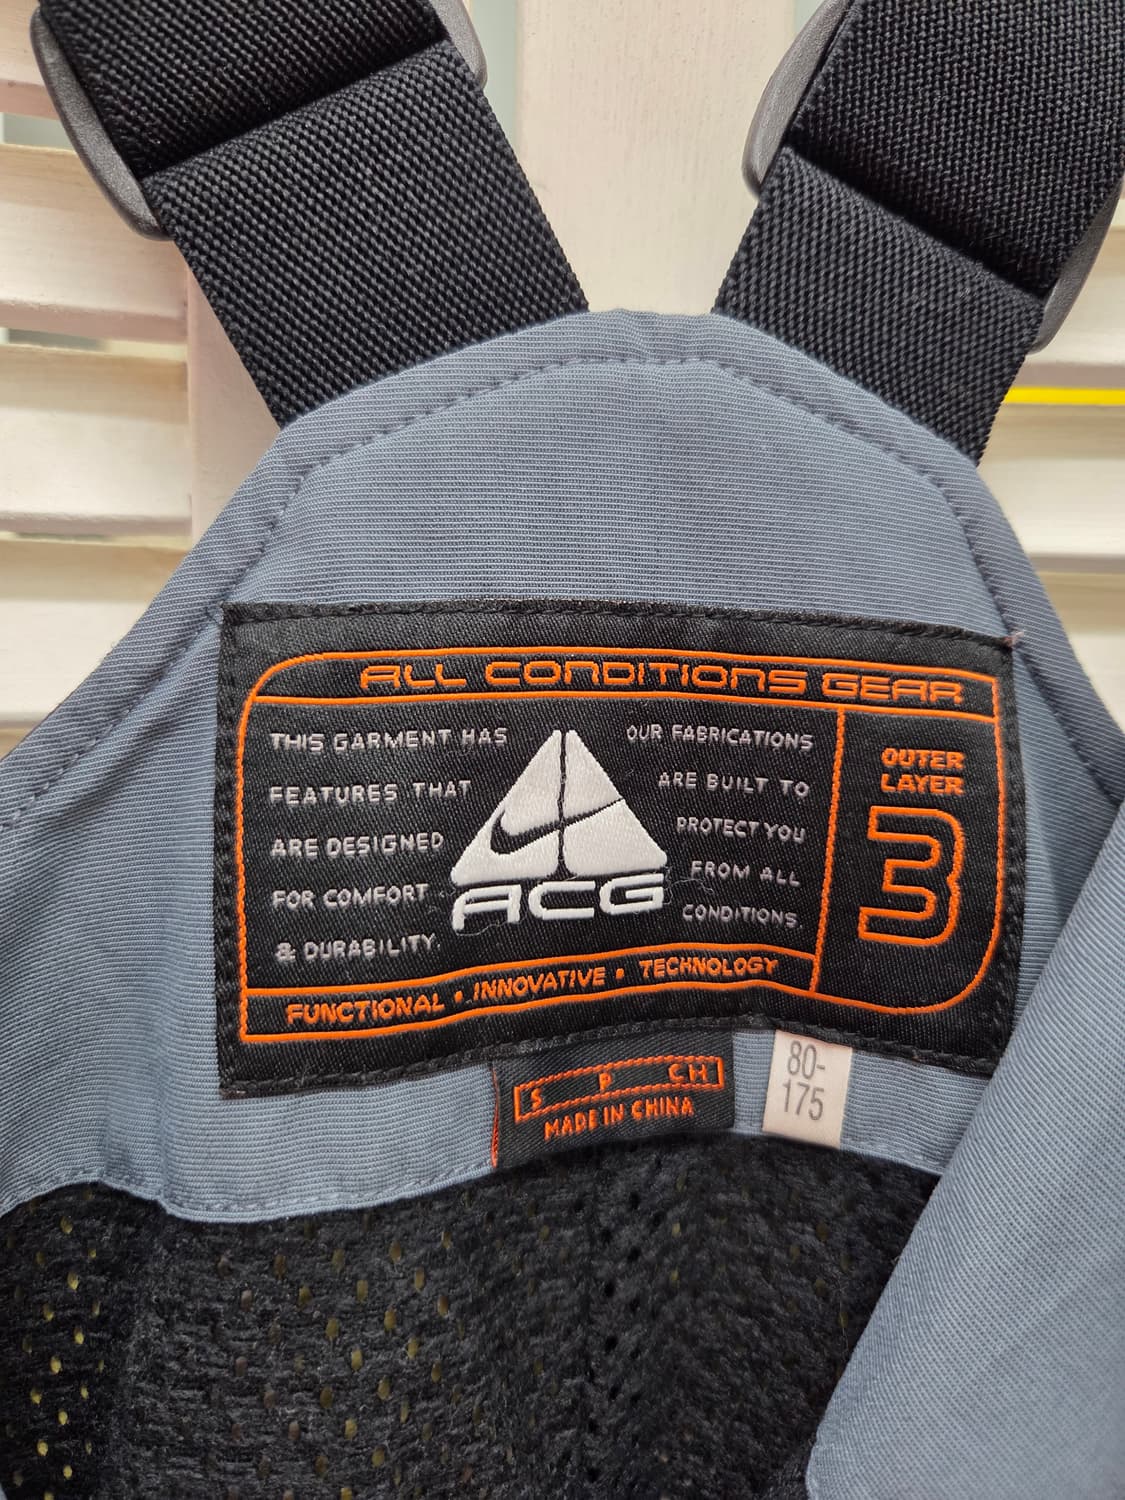 ALL CONDITIONS GEAR
THIS GARMENT HAS
FEATURES THAT
ARE DESIGNED
FOR COMFORT
& DURABILITY.
ACG
OUR FABRICATIONS
ARE BUILT TO
PROTECT YOU
FROM ALL
CONDITIONS.
OUTER
LAYER
3
FUNCTIONAL • INNOVATIVE • TECHNOLOGY
S P CH
MADE IN CHINA
80-
175